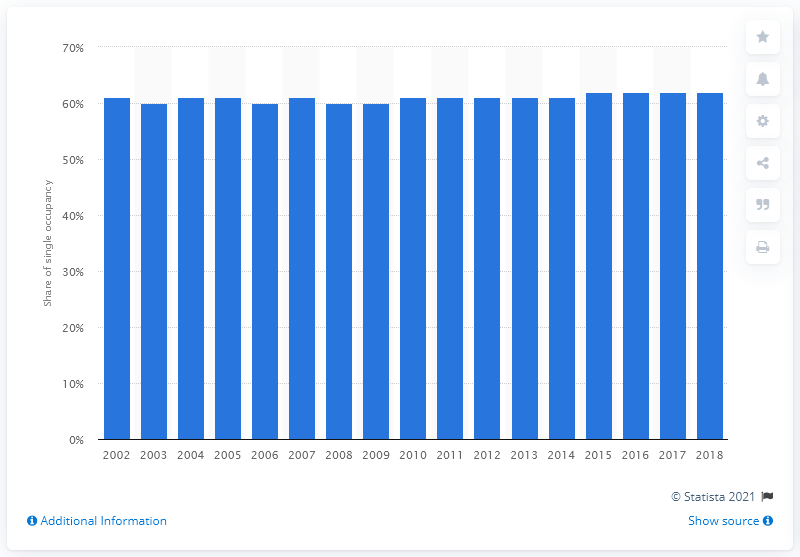 70%
60%
50%
40%
30%
20%
10%
0%
Share of single occupancy
2002 2003 2004 2005 2006 2007 2008 2009 2010 2011 2012 2013 2014 2015 2016 2017 2018
© Statista 2021
Additional Information
Show source